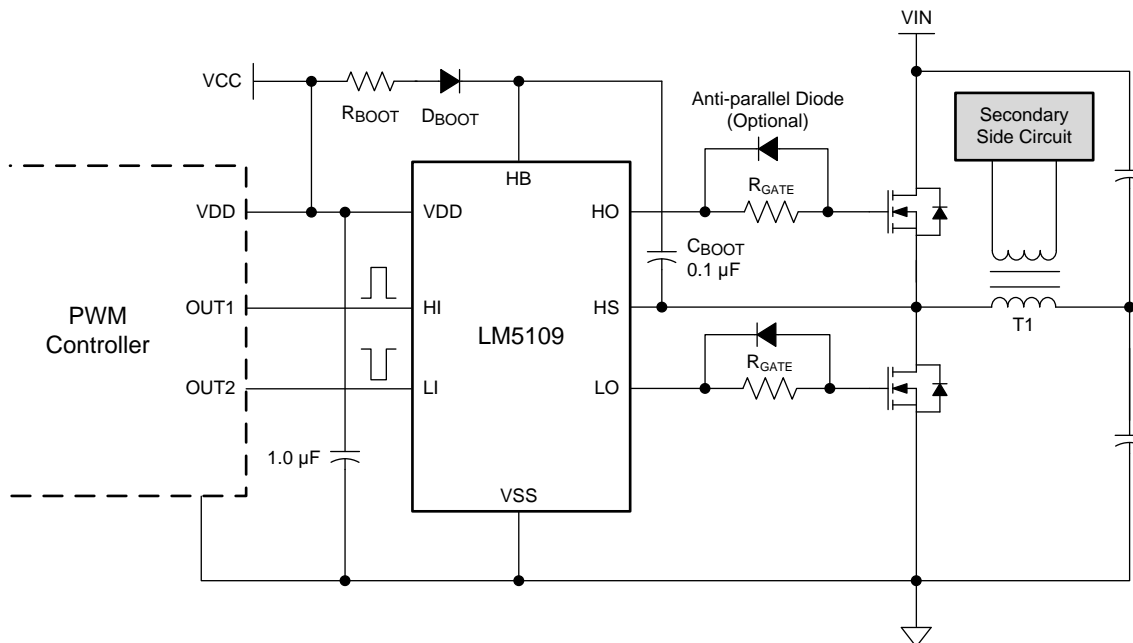 VIN
VCC
RBOOT
DBOOT
Anti-parallel Diode
(Optional)
Secondary
Side Circuit
HB
RGATE
VDD
VDD
HO
CBOOT
0.1 µF
OUT1
HI
HS
PWM
Controller
LM5109
T1
RGATE
OUT2
LI
LO
1.0 µF
VSS